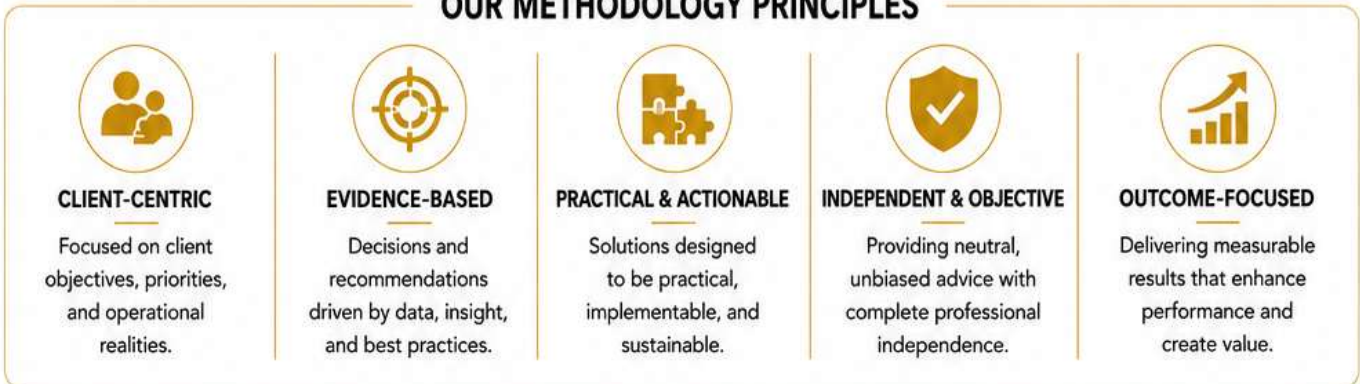 OUR METHODOLOGY PRINCIPLES
CLIENT-CENTRIC
Focused on client
objectives, priorities,
and operational
realities.
EVIDENCE-BASED
Decisions and
recommendations
driven by data, insight,
and best practices.
PRACTICAL & ACTIONABLE
Solutions designed
to be practical,
implementable, and
sustainable.
INDEPENDENT & OBJECTIVE
Providing neutral,
unbiased advice with
complete professional
independence.
OUTCOME-FOCUSED
Delivering measurable
results that enhance
performance and
create value.